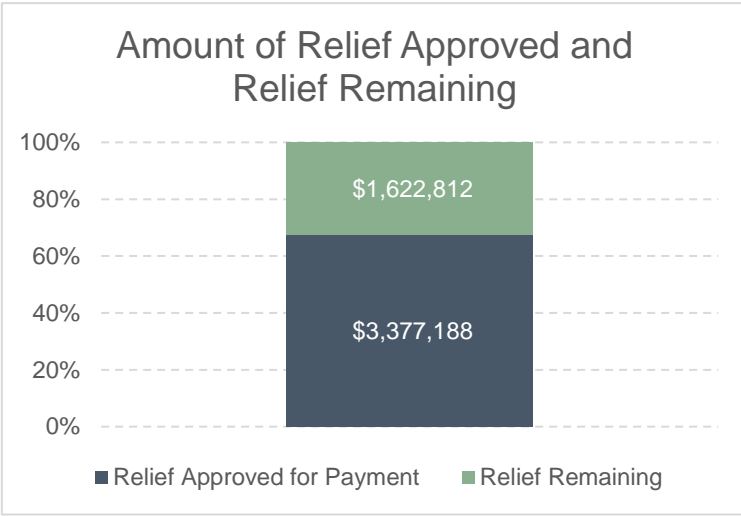 Amount of Relief Approved and
Relief Remaining
100%
80%
60%
40%
20%
0%
$1,622,812
$3,377,188
Relief Approved for Payment
Relief Remaining